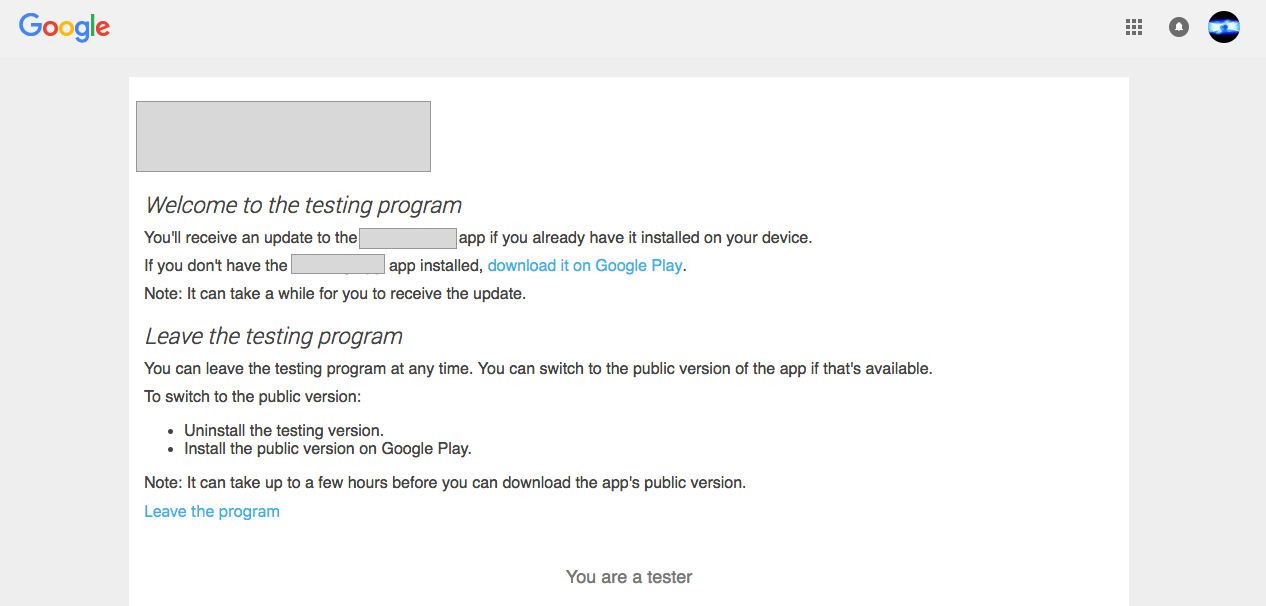 Google
Welcome to the testing program
You'll receive an update to the app if you already have it installed on your device.
If you don't have the app installed, download it on Google Play.
Note: It can take a while for you to receive the update.
Leave the testing program
You can leave the testing program at any time. You can switch to the public version of the app if that's available.
To switch to the public version:
• Uninstall the testing version.
• Install the public version on Google Play.
Note: It can take up to a few hours before you can download the app's public version.
Leave the program
You are a tester